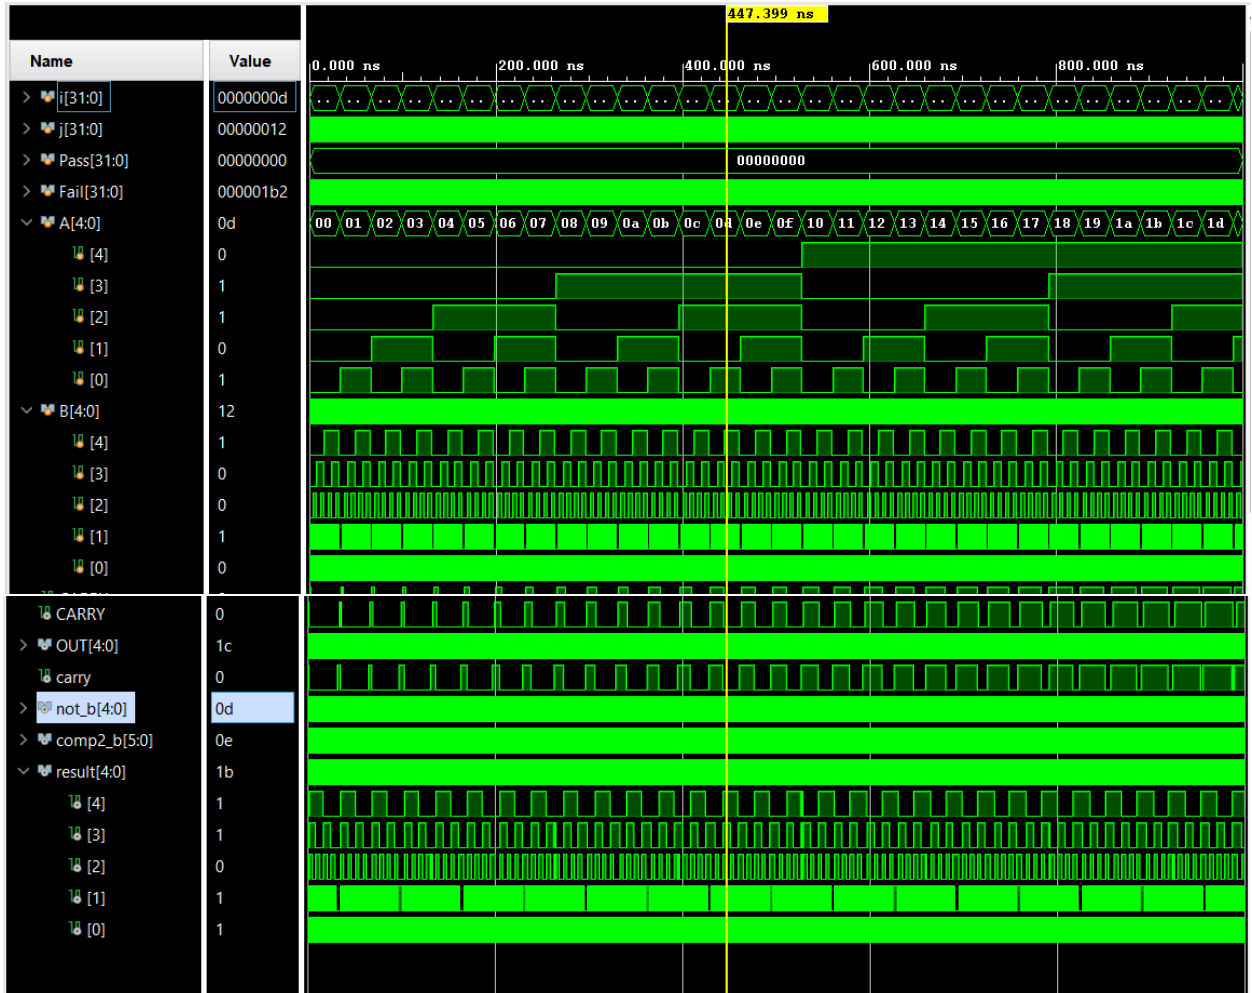 447.399 ns
Name Value 0.000 ns 200.000 ns 400.000 ns 600.000 ns 800.000 ns
i[31:0] 0000000d .. .. .. .. .. .. .. .. .. .. .. .. .. .. .. .. .. .. .. .. .. .. .. .. .. .. .. .. .. ..
j[31:0] 00000012
Pass[31:0] 00000000 00000000
Fail[31:0] 000001b2
A[4:0] 0d 00 01 02 03 04 05 06 07 08 09 0a 0b 0c 0d 0e 0f 10 11 12 13 14 15 16 17 18 19 1a 1b 1c 1d
[4] 0
[3] 1
[2] 1
[1] 0
[0] 1
B[4:0] 12
[4] 1
[3] 0
[2] 0
[1] 1
[0] 0
CARRY 0
OUT[4:0] 1c
carry 0
not_b[4:0] 0d
comp2_b[5:0] 0e
result[4:0] 1b
[4] 1
[3] 1
[2] 0
[1] 1
[0] 1